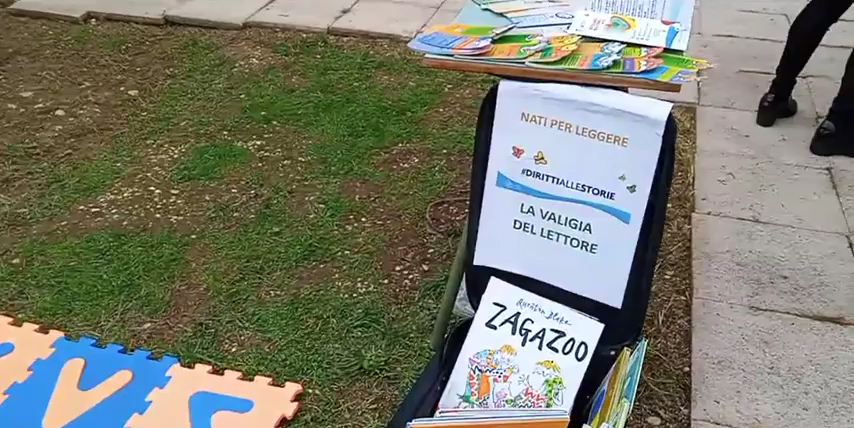 NATI PER LEGGERE
#DIRITTIALLESTORIE
LA VALIGIA
DEL LETTORE
Quentin Blake
ZAGAZOO
V